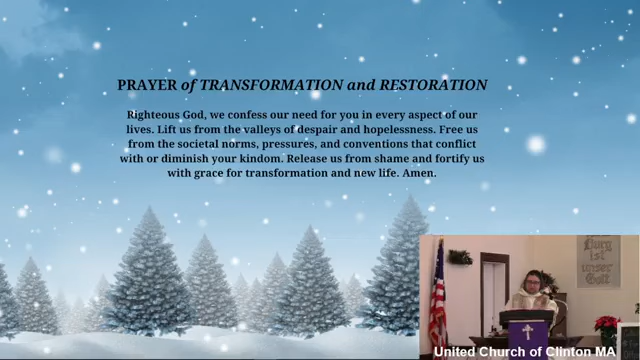 PRAYER of TRANSFORMATION and RESTORATION
Righteous God, we confess our need for you in every aspect of our
lives. Lift us from the valleys of despair and hopelessness. Free us
from the societal norms, pressures, and conventions that conflict
with or diminish your kindom. Release us from shame and fortify us
with grace for transformation and new life. Amen.
Burg
ist
unser
Gott
United Church of Clinton MA